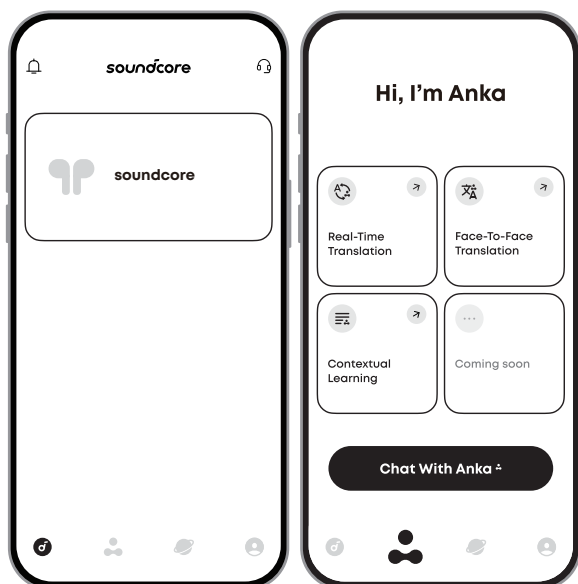 soundcore
soundcore
Hi, I'm Anka
Real-Time
Translation
Face-To-Face
Translation
Contextual
Learning
Coming soon
Chat With Anka